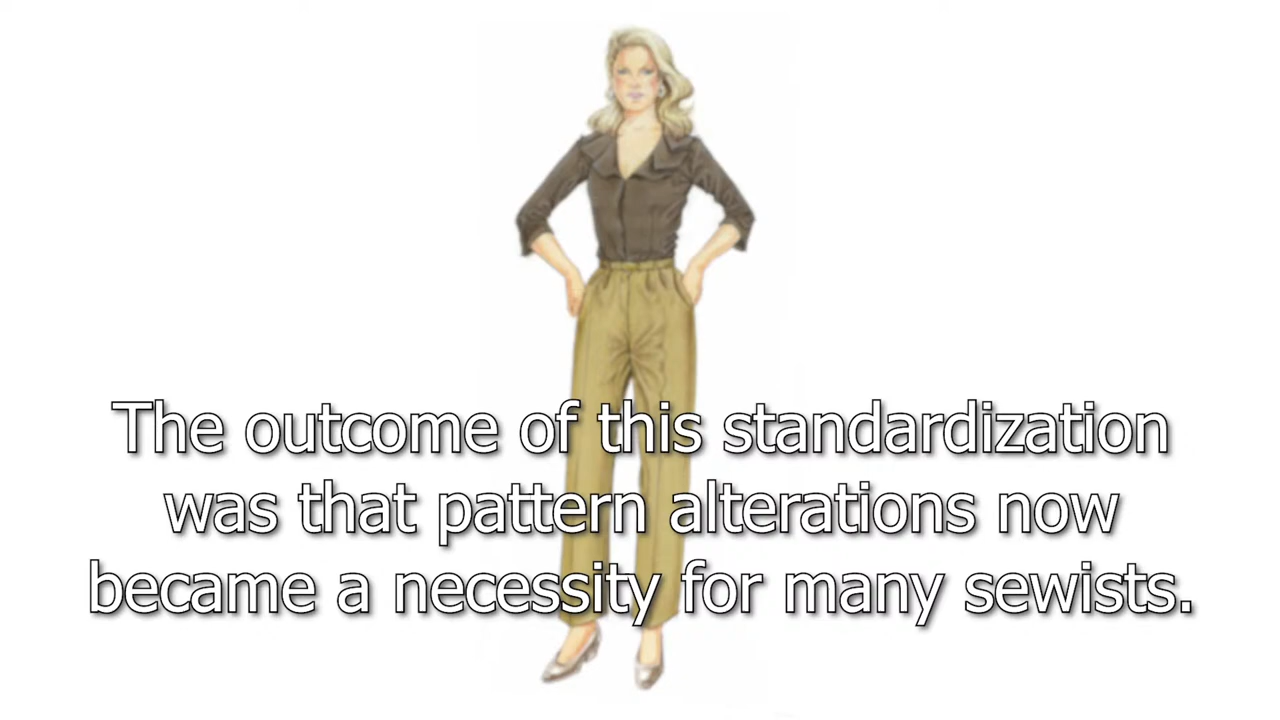 The outcome of this standardization
was that pattern alterations now
became a necessity for many sewists.